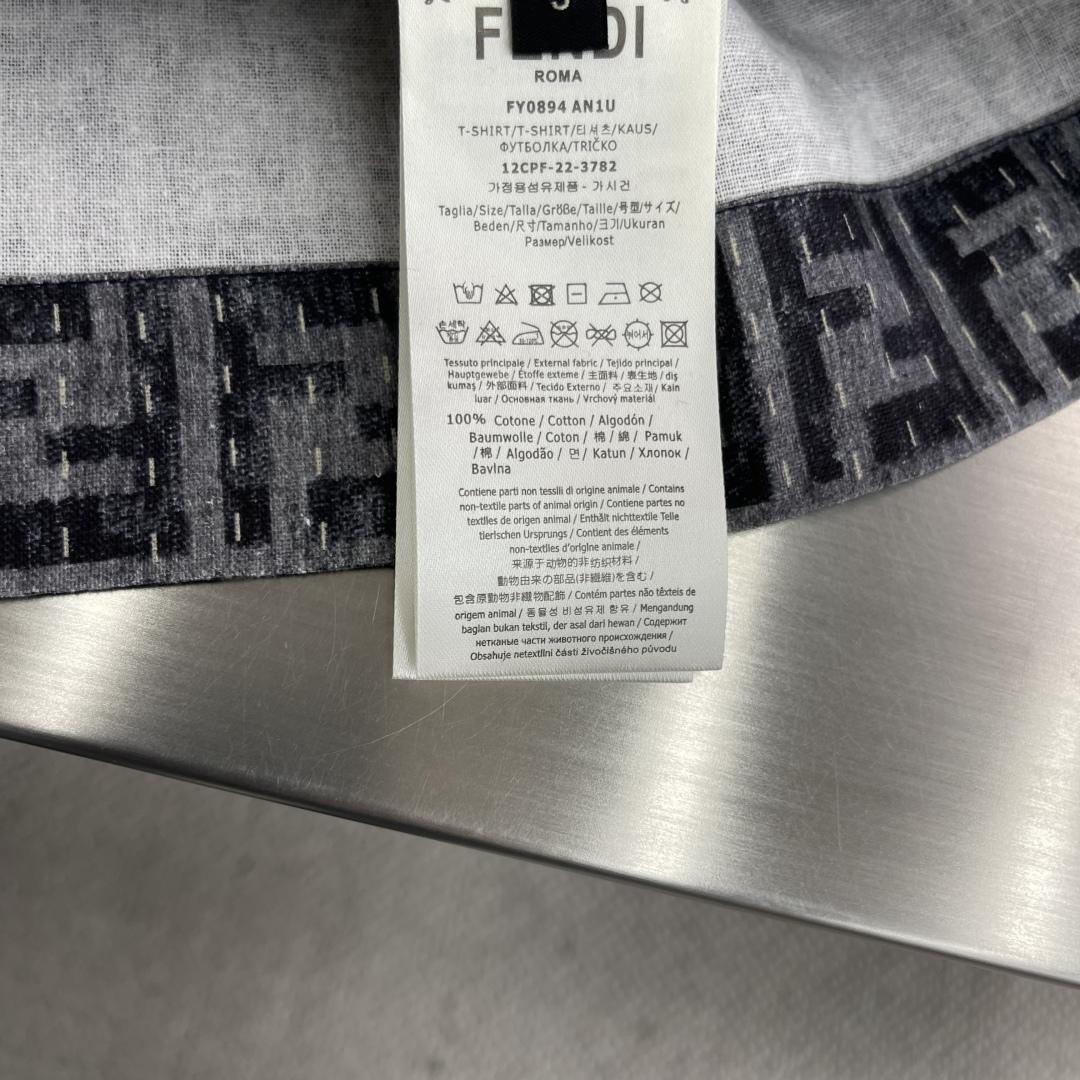 ROMA
FY0894 AN1U
T-SHIRT/T-SHIRT/티셔츠/KAUS/
ФУТБОЛКА/TRIČKO
12CPF-22-3782
가정용섬유제품 - 가시건
Taglia/Size/Talla/Größe/Taille/号型/サイズ/
Beden/尺寸/Tamanho/크기/Ukuran
Размер/Velikost
손세탁
Tessuto principale / External fabric / Tejido principal /
Hauptgewebe / Étoffe externe / 主面料 / 表生地 / diş
kumaş / 外部面料 / Tecido Externo / 주요소재 / Kain
luar / Основная ткань / Vrchový materiál
100% Cotone / Cotton / Algodón /
Baumwolle / Coton / 棉 / 綿 / Pamuk
/ 棉 / Algodão / 면 / Katun / Хлопок /
Bavlna
Contiene parti non tessili di origine animale / Contains
non-textile parts of animal origin / Contiene partes no
textiles de origen animal / Enthält nichttextile Teile
tierischen Ursprungs / Contient des éléments
non-textiles d'origine animale /
来源于动物的非纺织材料 /
動物由来の部品(非繊維)を含む /
包含原動物非織物配飾 / Contém partes não têxteis de
origem animal / 동물성 비섬유제 함유 / Mengandung
bagian bukan tekstil, der asal dari hewan / Содержит
нетканые части животного происхождения /
Obsahuje netextilní části živočišného původu